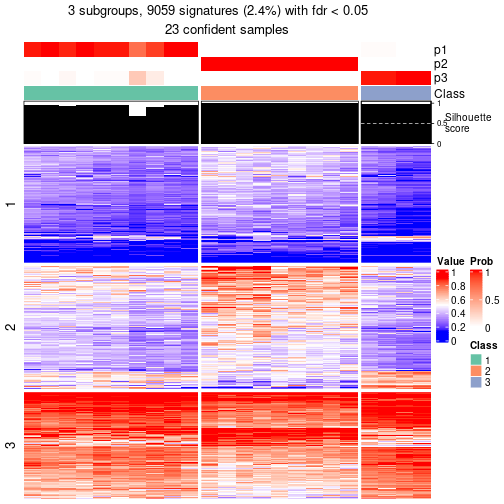 3 subgroups, 9059 signatures (2.4%) with fdr < 0.05
23 confident samples
p1
p2
p3
Class
1
0.5
0
Silhouette
score
1
2
3
Value
1
0.8
0.6
0.4
0.2
0
Prob
1
0.5
0
Class
1
2
3